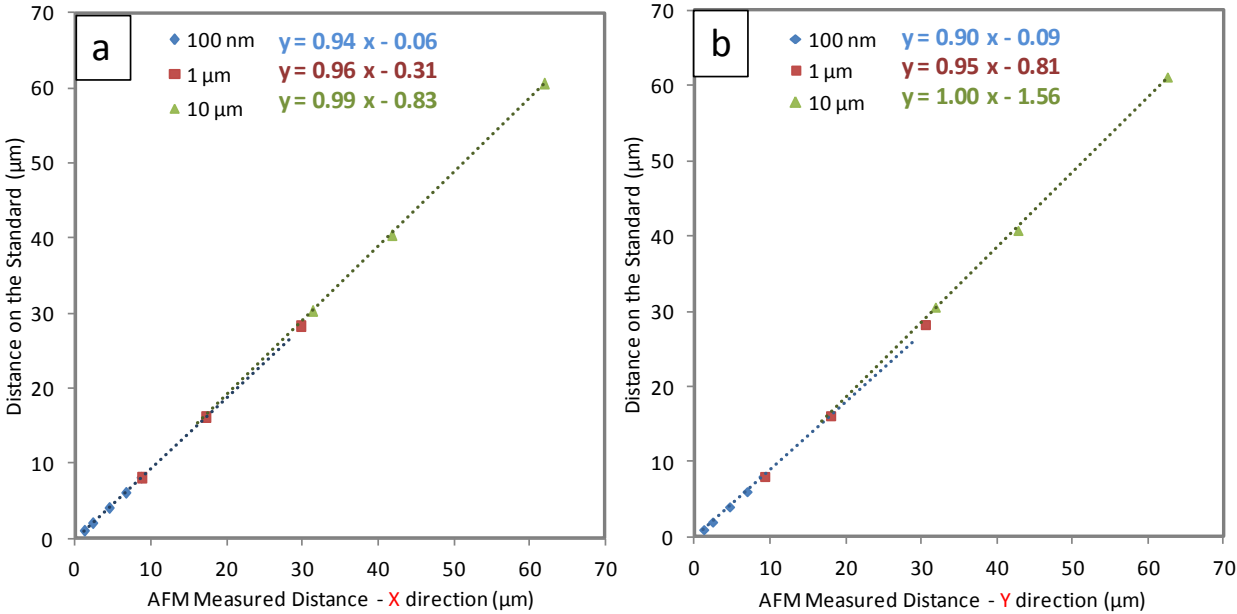 a
100 nm y = 0.94 x - 0.06
1 µm y = 0.96 x - 0.31
10 µm y = 0.99 x - 0.83
Distance on the Standard (µm)
70
60
50
40
30
20
10
0
0 10 20 30 40 50 60 70
AFM Measured Distance - X direction (µm)
b
100 nm y = 0.90 x - 0.09
1 µm y = 0.95 x - 0.81
10 µm y = 1.00 x - 1.56
Distance on the Standard (µm)
70
60
50
40
30
20
10
0
0 10 20 30 40 50 60 70
AFM Measured Distance - Y direction (µm)